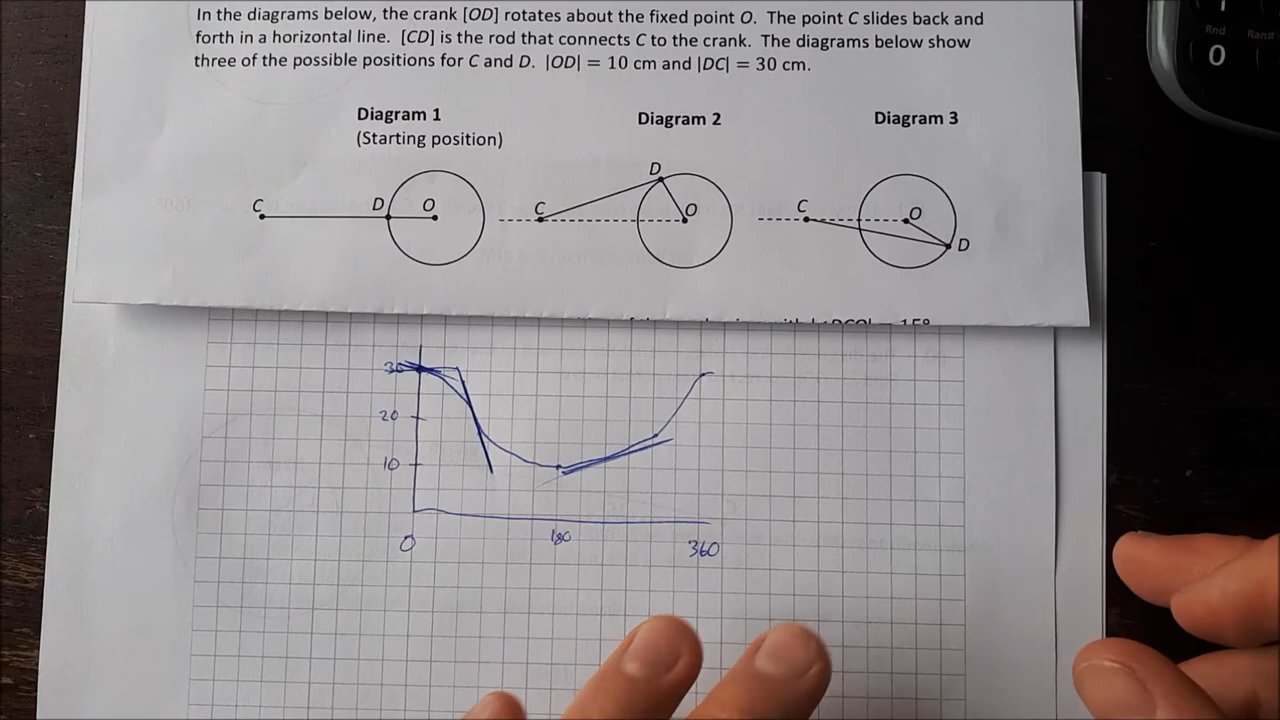 In the diagrams below, the crank [OD] rotates about the fixed point O. The point C slides back and
forth in a horizontal line. [CD] is the rod that connects C to the crank. The diagrams below show
three of the possible positions for C and D. |OD| = 10 cm and |DC| = 30 cm.
Diagram 1
(Starting position)
Diagram 2
Diagram 3
C D O
C D O
C O D
30
20
10
0 180 360
Rnd Ran#
0